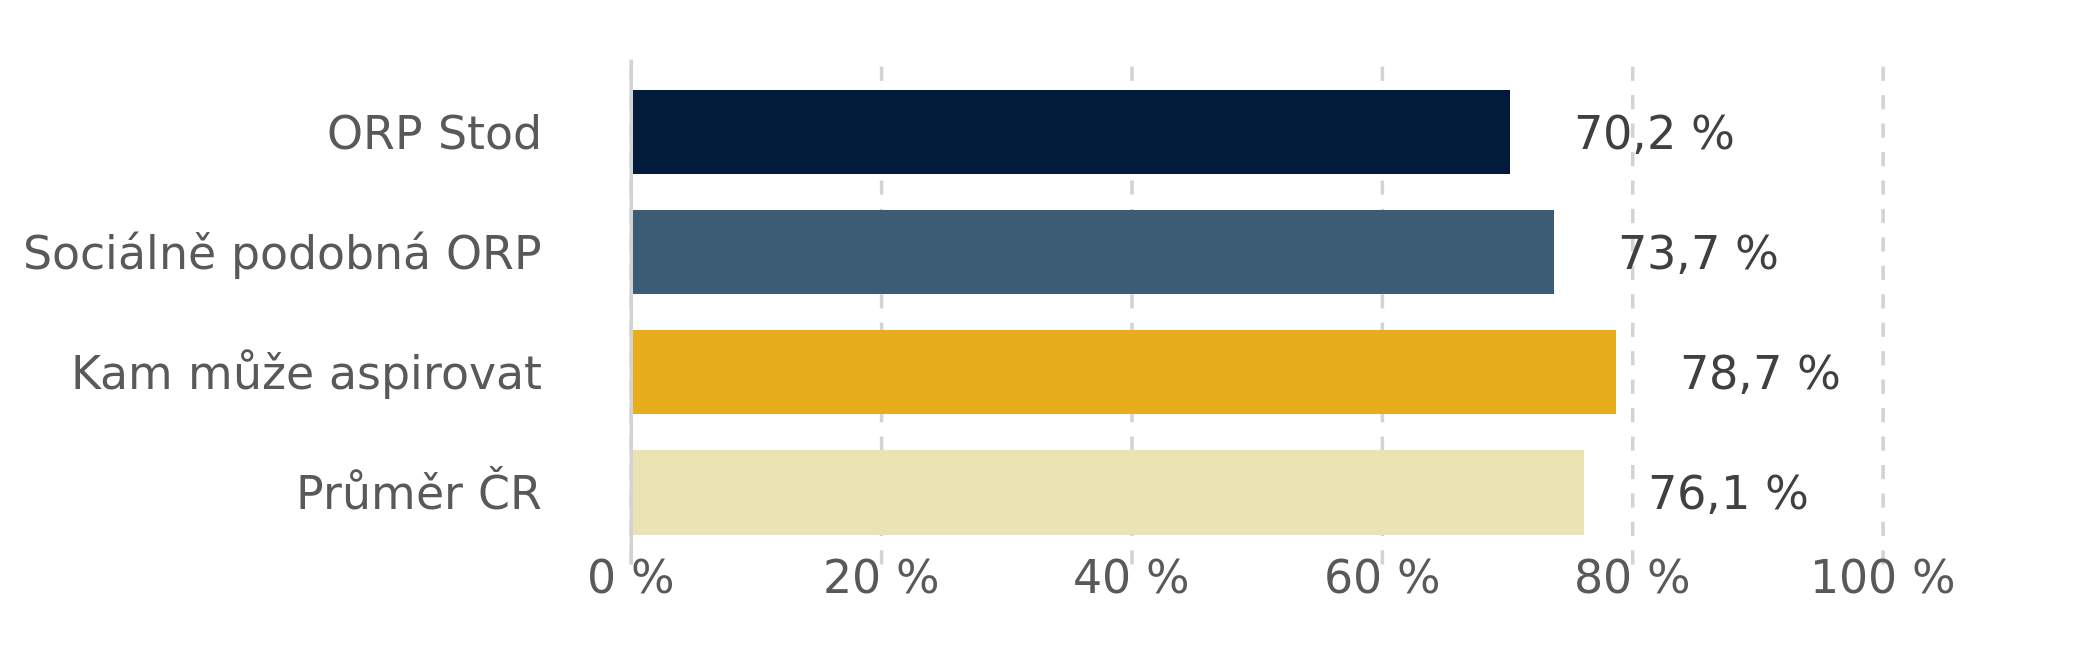 ORP Stod 70,2 %
Sociálně podobná ORP 73,7 %
Kam může aspirovat 78,7 %
Průměr ČR 76,1 %
0 % 20 % 40 % 60 % 80 % 100 %